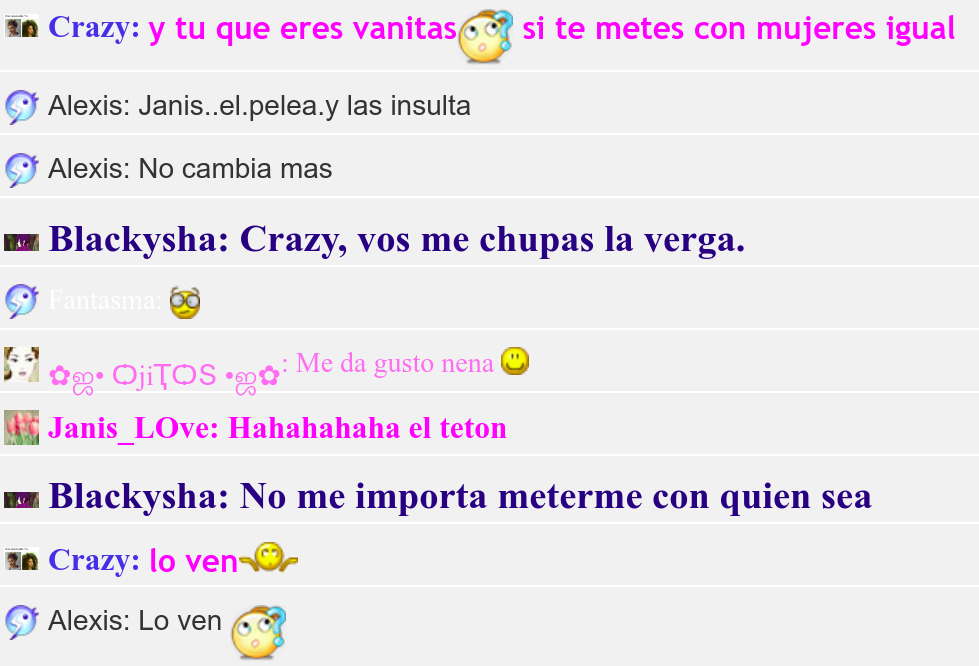 Crazy: y tu que eres vanitas si te metes con mujeres igual
Alexis: Janis..el.pelea.y las insulta
Alexis: No cambia mas
Blackysha: Crazy, vos me chupas la verga.
Fantasma:
✿ஜ• ѺjiҬѺS •ஜ✿: Me da gusto nena
Janis_LOve: Hahahahaha el teton
Blackysha: No me importa meterme con quien sea
Crazy: lo ven
Alexis: Lo ven